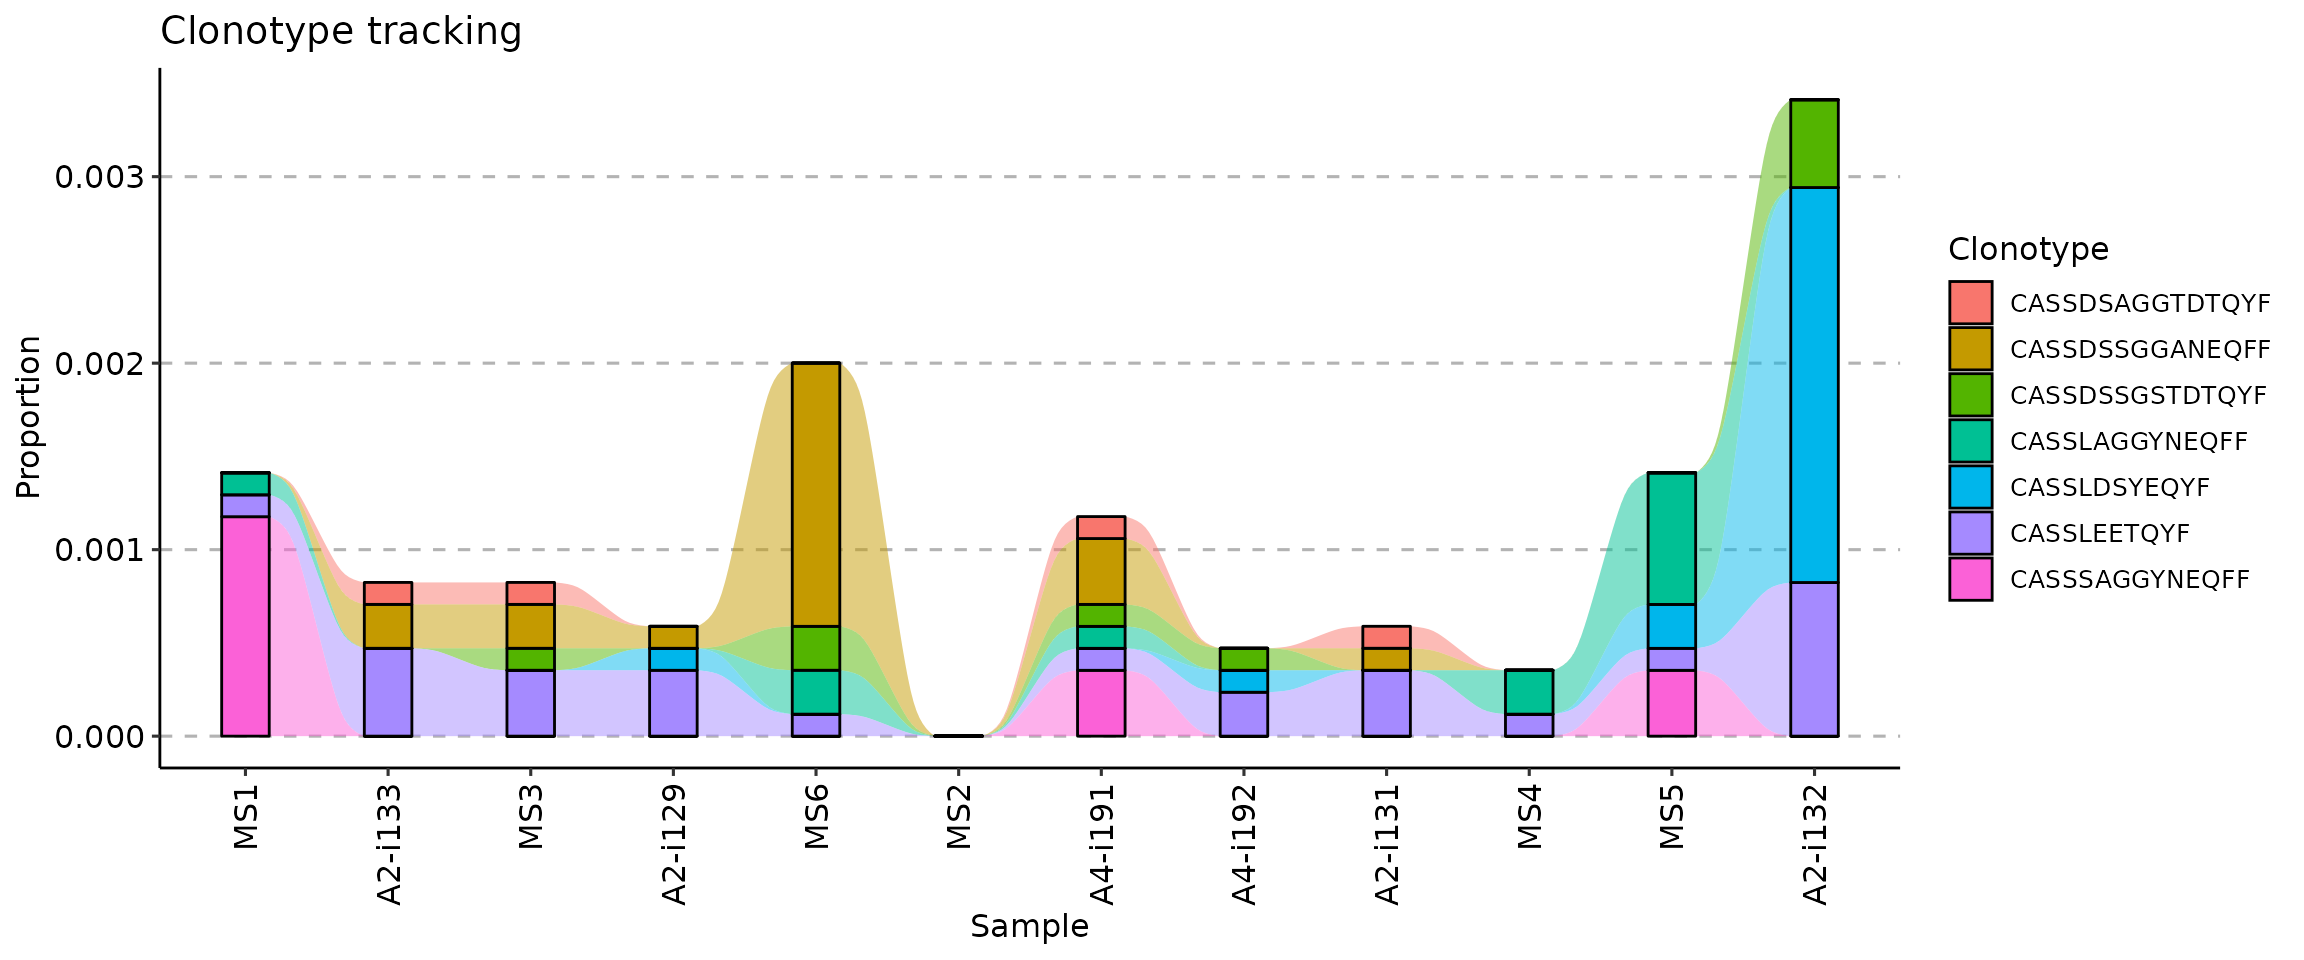 Clonotype tracking
Proportion
0.003
0.002
0.001
0.000
MS1
A2-i133
MS3
A2-i129
MS6
MS2
A4-i191
A4-i192
A2-i131
MS4
MS5
A2-i132
Sample
Clonotype
CASSDSAGGTDTQYF
CASSDSSGGANEQFF
CASSDSSGSTDTQYF
CASSLAGGYNEQFF
CASSLDSYEQYF
CASSLEETQYF
CASSSAGGYNEQFF